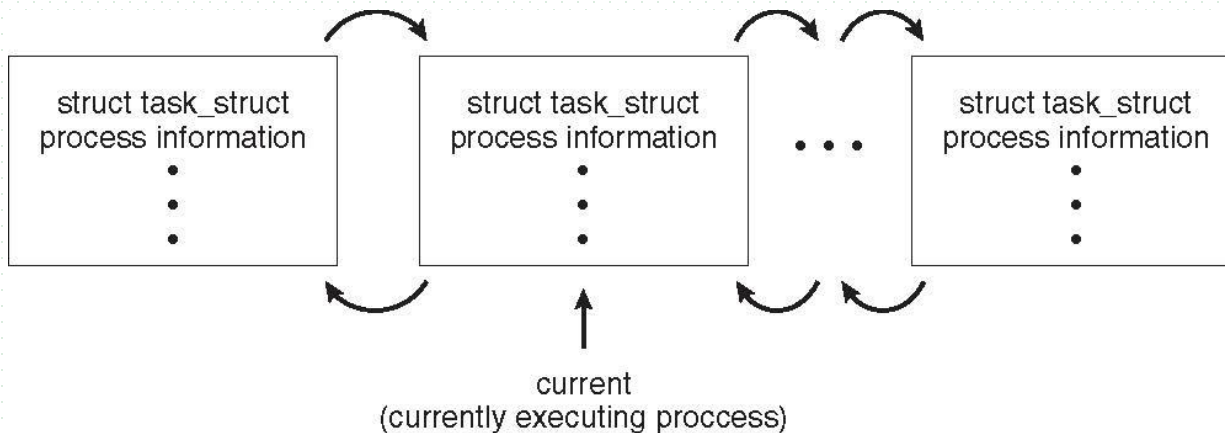 struct task_struct
process information
struct task_struct
process information
struct task_struct
process information
current
(currently executing proccess)